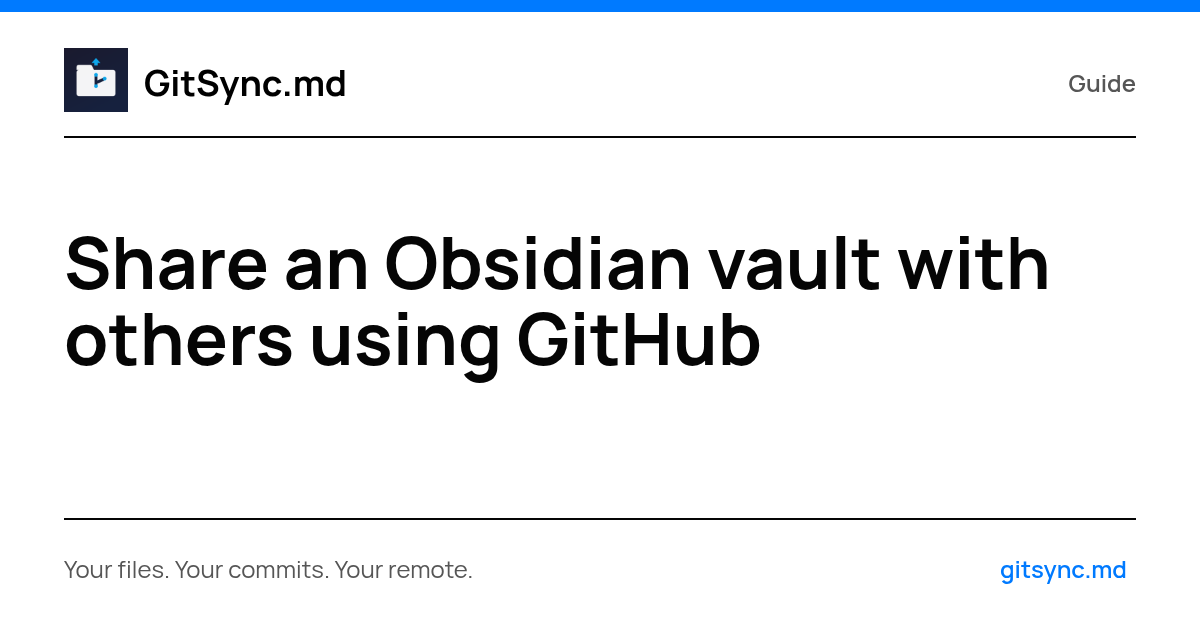 GitSync.md
Guide
Share an Obsidian vault with
others using GitHub
Your files. Your commits. Your remote.
gitsync.md